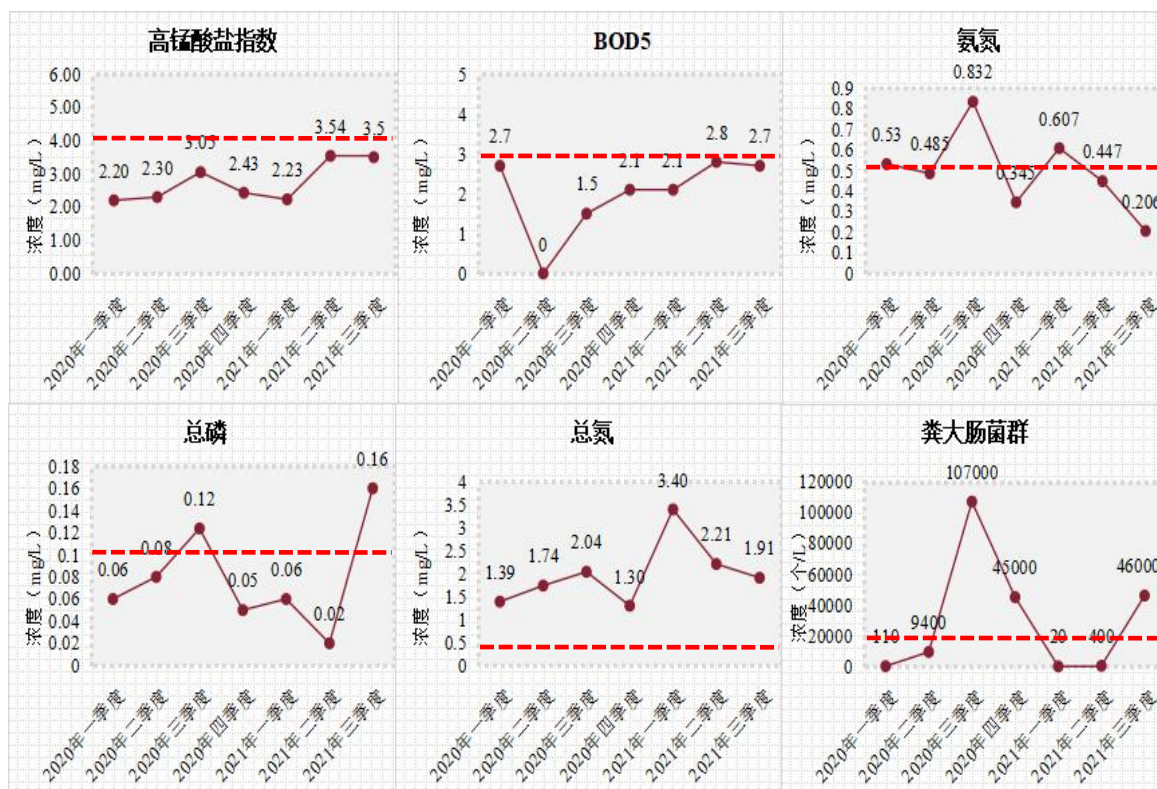 高锰酸盐指数
浓度（mg/L）
6.00
5.00
4.00
3.00
2.00
1.00
0.00
2.20
2.30
3.05
2.43
2.23
3.54
3.5
2020年一季度
2020年二季度
2020年三季度
2020年四季度
2021年一季度
2021年二季度
2021年三季度
BOD5
浓度（mg/L）
5
4
3
2
1
0
2.7
0
1.5
2.1
2.1
2.8
2.7
2020年一季度
2020年二季度
2020年三季度
2020年四季度
2021年一季度
2021年二季度
2021年三季度
氨氮
浓度（mg/L）
0.9
0.8
0.7
0.6
0.5
0.4
0.3
0.2
0.1
0
0.53
0.485
0.832
0.345
0.607
0.447
0.206
2020年一季度
2020年二季度
2020年三季度
2020年四季度
2021年一季度
2021年二季度
2021年三季度
总磷
浓度（mg/L）
0.18
0.16
0.14
0.12
0.1
0.08
0.06
0.04
0.02
0
0.06
0.08
0.12
0.05
0.06
0.02
0.16
2020年一季度
2020年二季度
2020年三季度
2020年四季度
2021年一季度
2021年二季度
2021年三季度
总氮
浓度（mg/L）
4
3.5
3
2.5
2
1.5
1
0.5
0
1.39
1.74
2.04
1.30
3.40
2.21
1.91
2020年一季度
2020年二季度
2020年三季度
2020年四季度
2021年一季度
2021年二季度
2021年三季度
粪大肠菌群
浓度（个/L）
120000
100000
80000
60000
40000
20000
0
110
9400
107000
45000
20
400
46000
2020年一季度
2020年二季度
2020年三季度
2020年四季度
2021年一季度
2021年二季度
2021年三季度